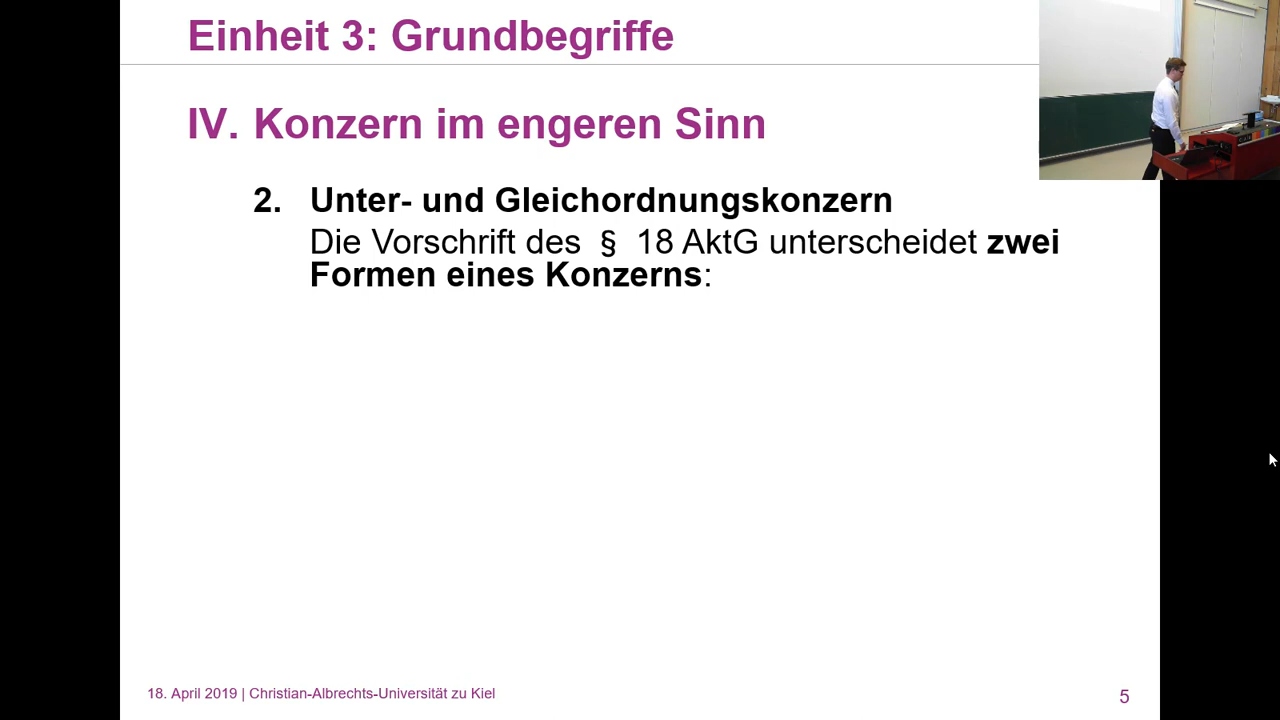 Einheit 3: Grundbegriffe
IV. Konzern im engeren Sinn
2. Unter- und Gleichordnungskonzern
Die Vorschrift des § 18 AktG unterscheidet zwei
Formen eines Konzerns:
18. April 2019 | Christian-Albrechts-Universität zu Kiel
5